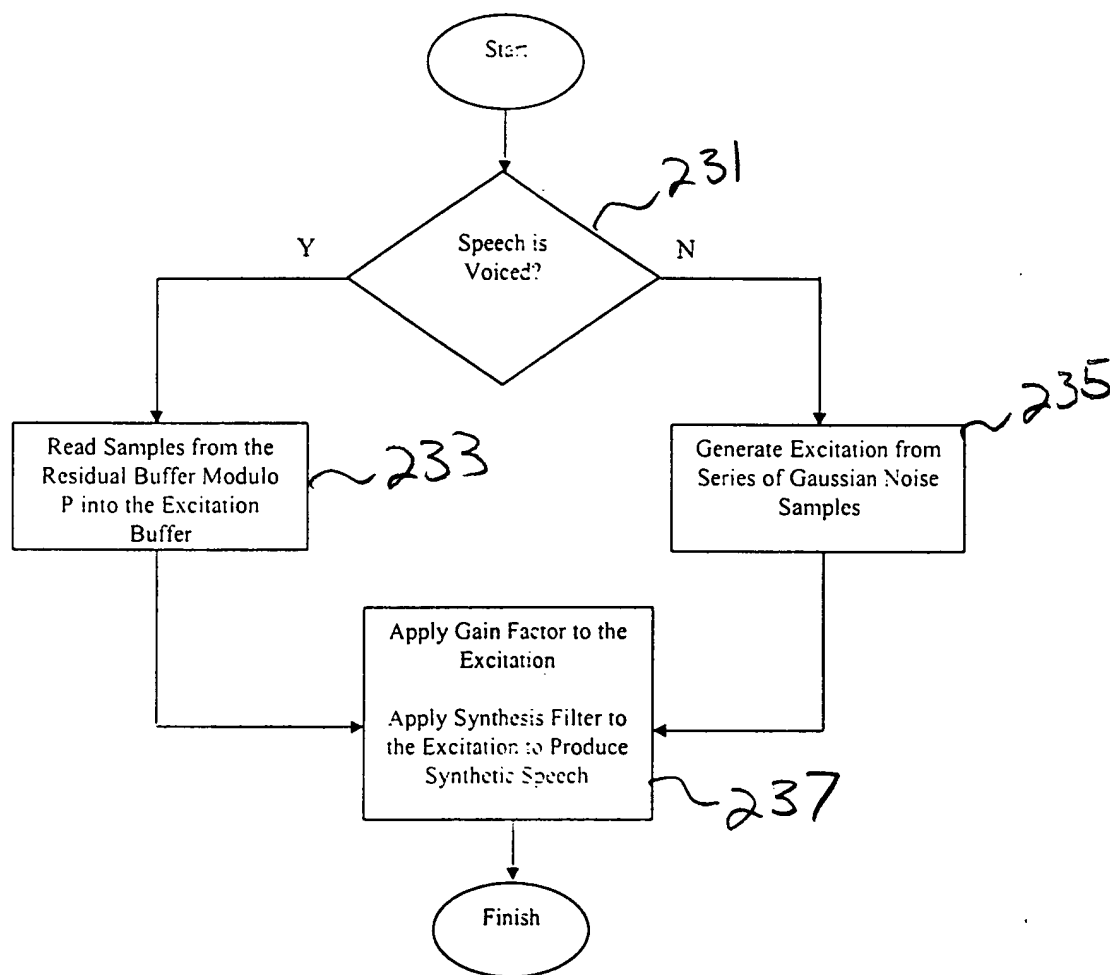 Start
231
Y
Speech is
Voiced?
N
235
Read Samples from the
Residual Buffer Modulo
P into the Excitation
Buffer
233
Generate Excitation from
Series of Gaussian Noise
Samples
Apply Gain Factor to the
Excitation
Apply Synthesis Filter to
the Excitation to Produce
Synthetic Speech
237
Finish